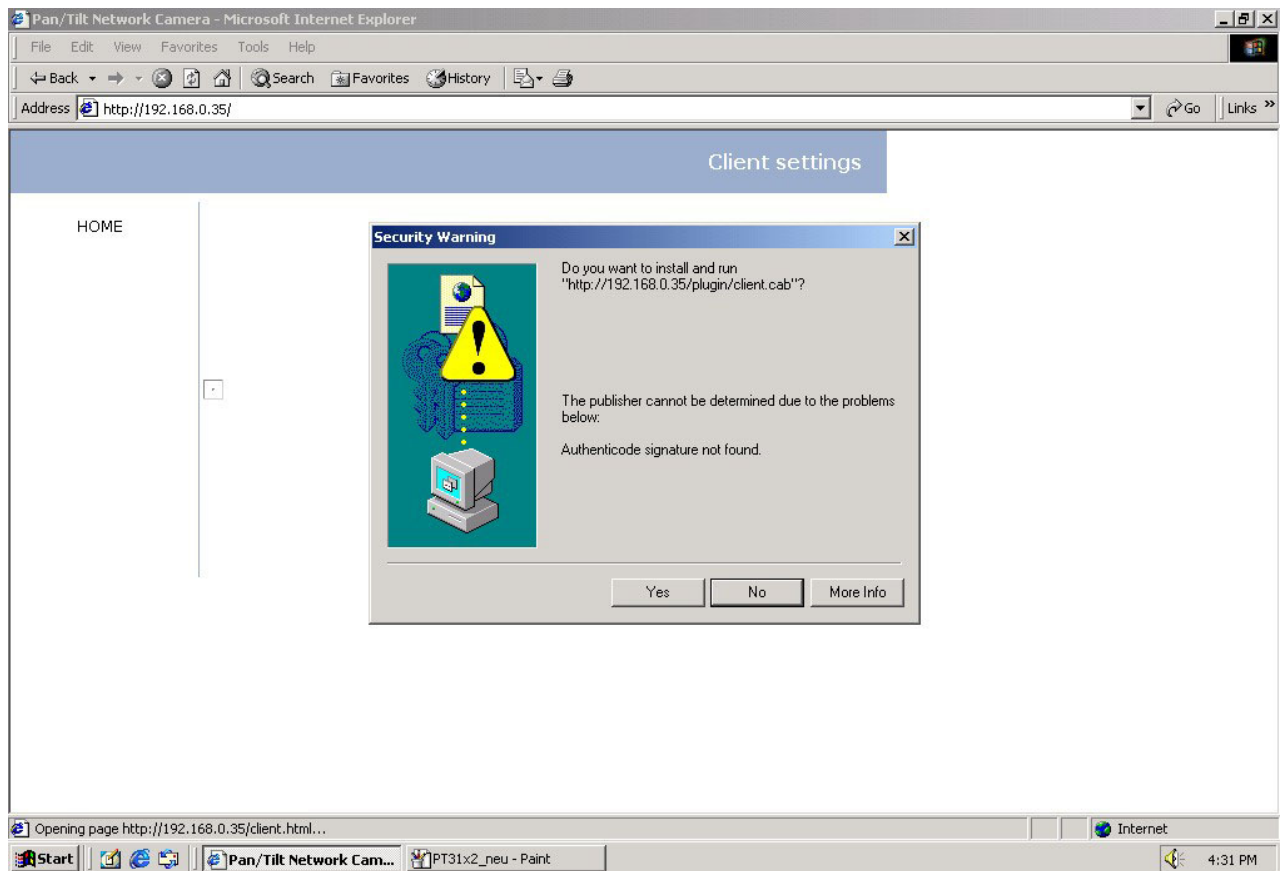 Pan/Tilt Network Camera - Microsoft Internet Explorer
File Edit View Favorites Tools Help
Back Search Favorites History
Address http://192.168.0.35/ Go Links »
Client settings
HOME
Security Warning
Do you want to install and run
"http://192.168.0.35/plugin/client.cab"?
The publisher cannot be determined due to the problems
below:
Authenticode signature not found.
Yes No More Info
Opening page http://192.168.0.35/client.html... Internet
Start Pan/Tilt Network Cam... PT31x2_neu - Paint 4:31 PM